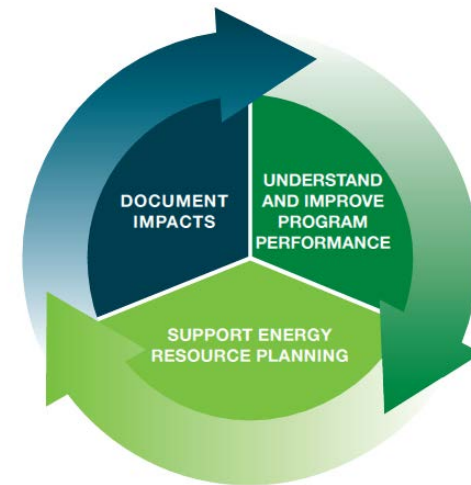 DOCUMENT
IMPACTS
UNDERSTAND
AND IMPROVE
PROGRAM
PERFORMANCE
SUPPORT ENERGY
RESOURCE PLANNING